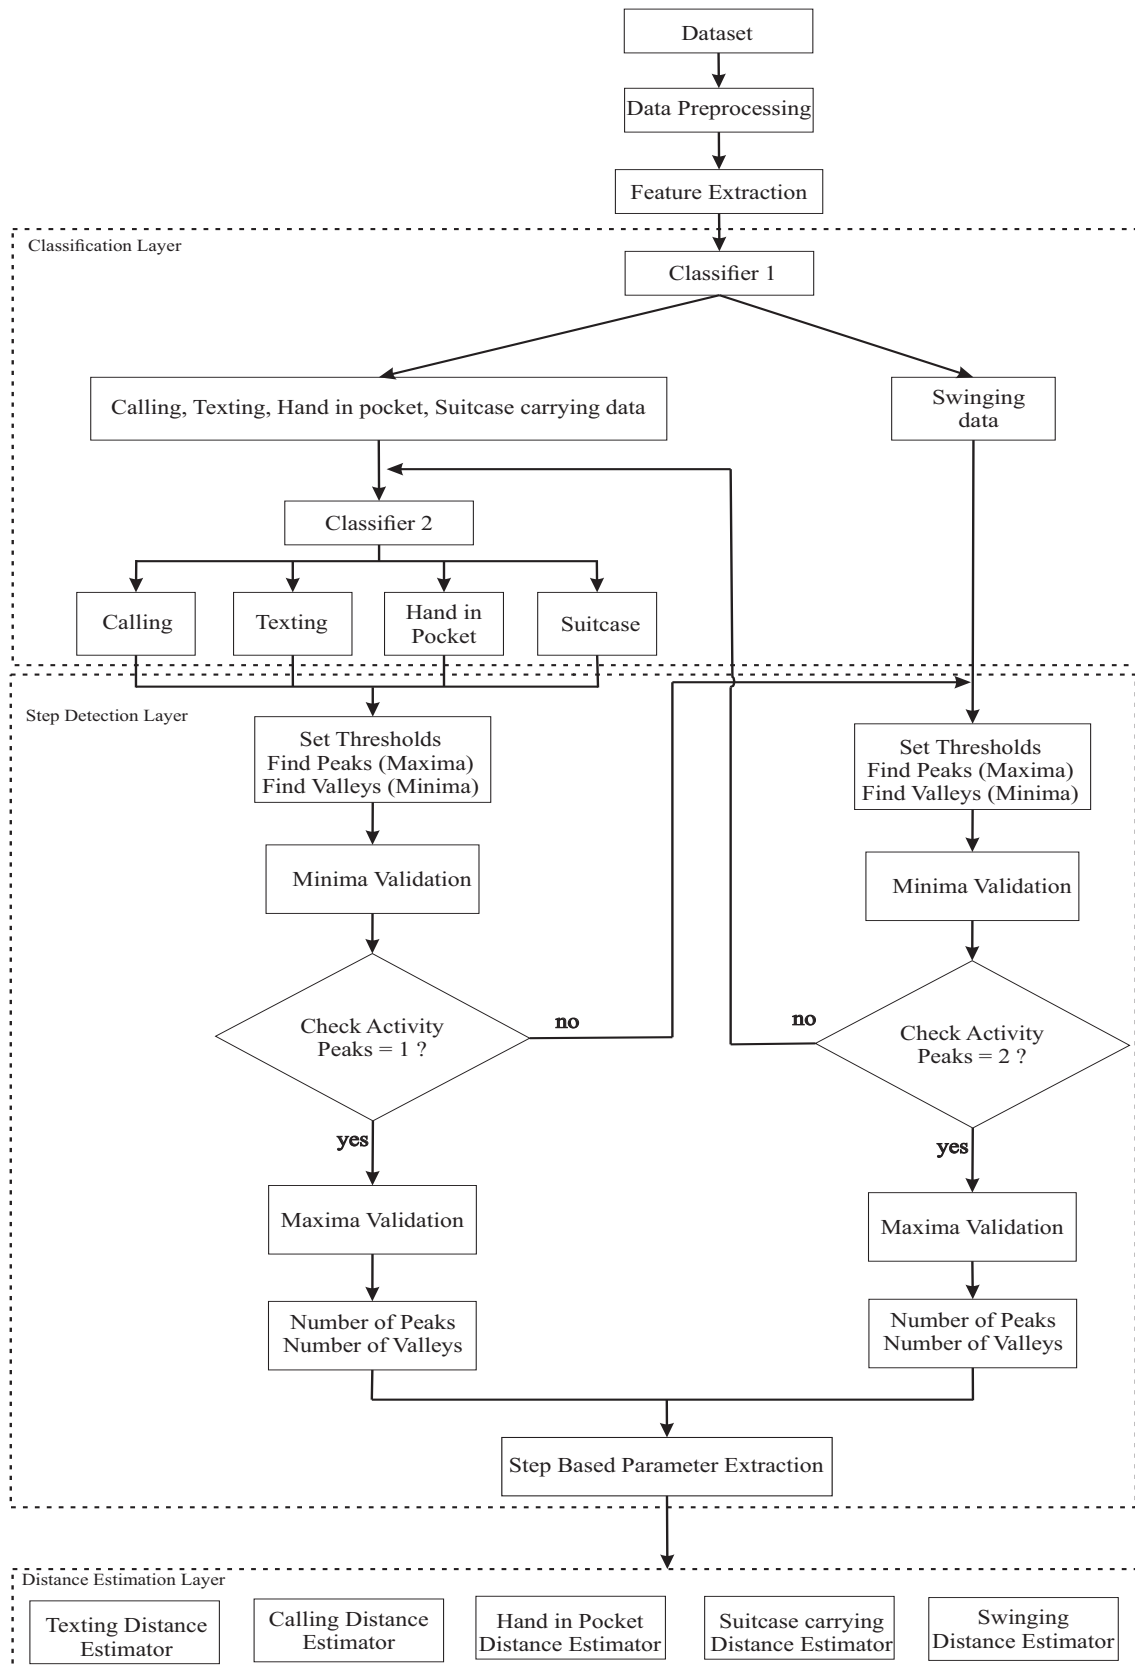 Dataset
Data Preprocessing
Feature Extraction
Classification Layer
Classifier 1
Calling, Texting, Hand in pocket, Suitcase carrying data
Swinging
data
Classifier 2
Calling
Texting
Hand in
Pocket
Suitcase
Step Detection Layer
Set Thresholds
Find Peaks (Maxima)
Find Valleys (Minima)
Minima Validation
Check Activity
Peaks = 1 ?
no
yes
Maxima Validation
Number of Peaks
Number of Valleys
Set Thresholds
Find Peaks (Maxima)
Find Valleys (Minima)
Minima Validation
Check Activity
Peaks = 2 ?
no
yes
Maxima Validation
Number of Peaks
Number of Valleys
Step Based Parameter Extraction
Distance Estimation Layer
Texting Distance
Estimator
Calling Distance
Estimator
Hand in Pocket
Distance Estimator
Suitcase carrying
Distance Estimator
Swinging
Distance Estimator